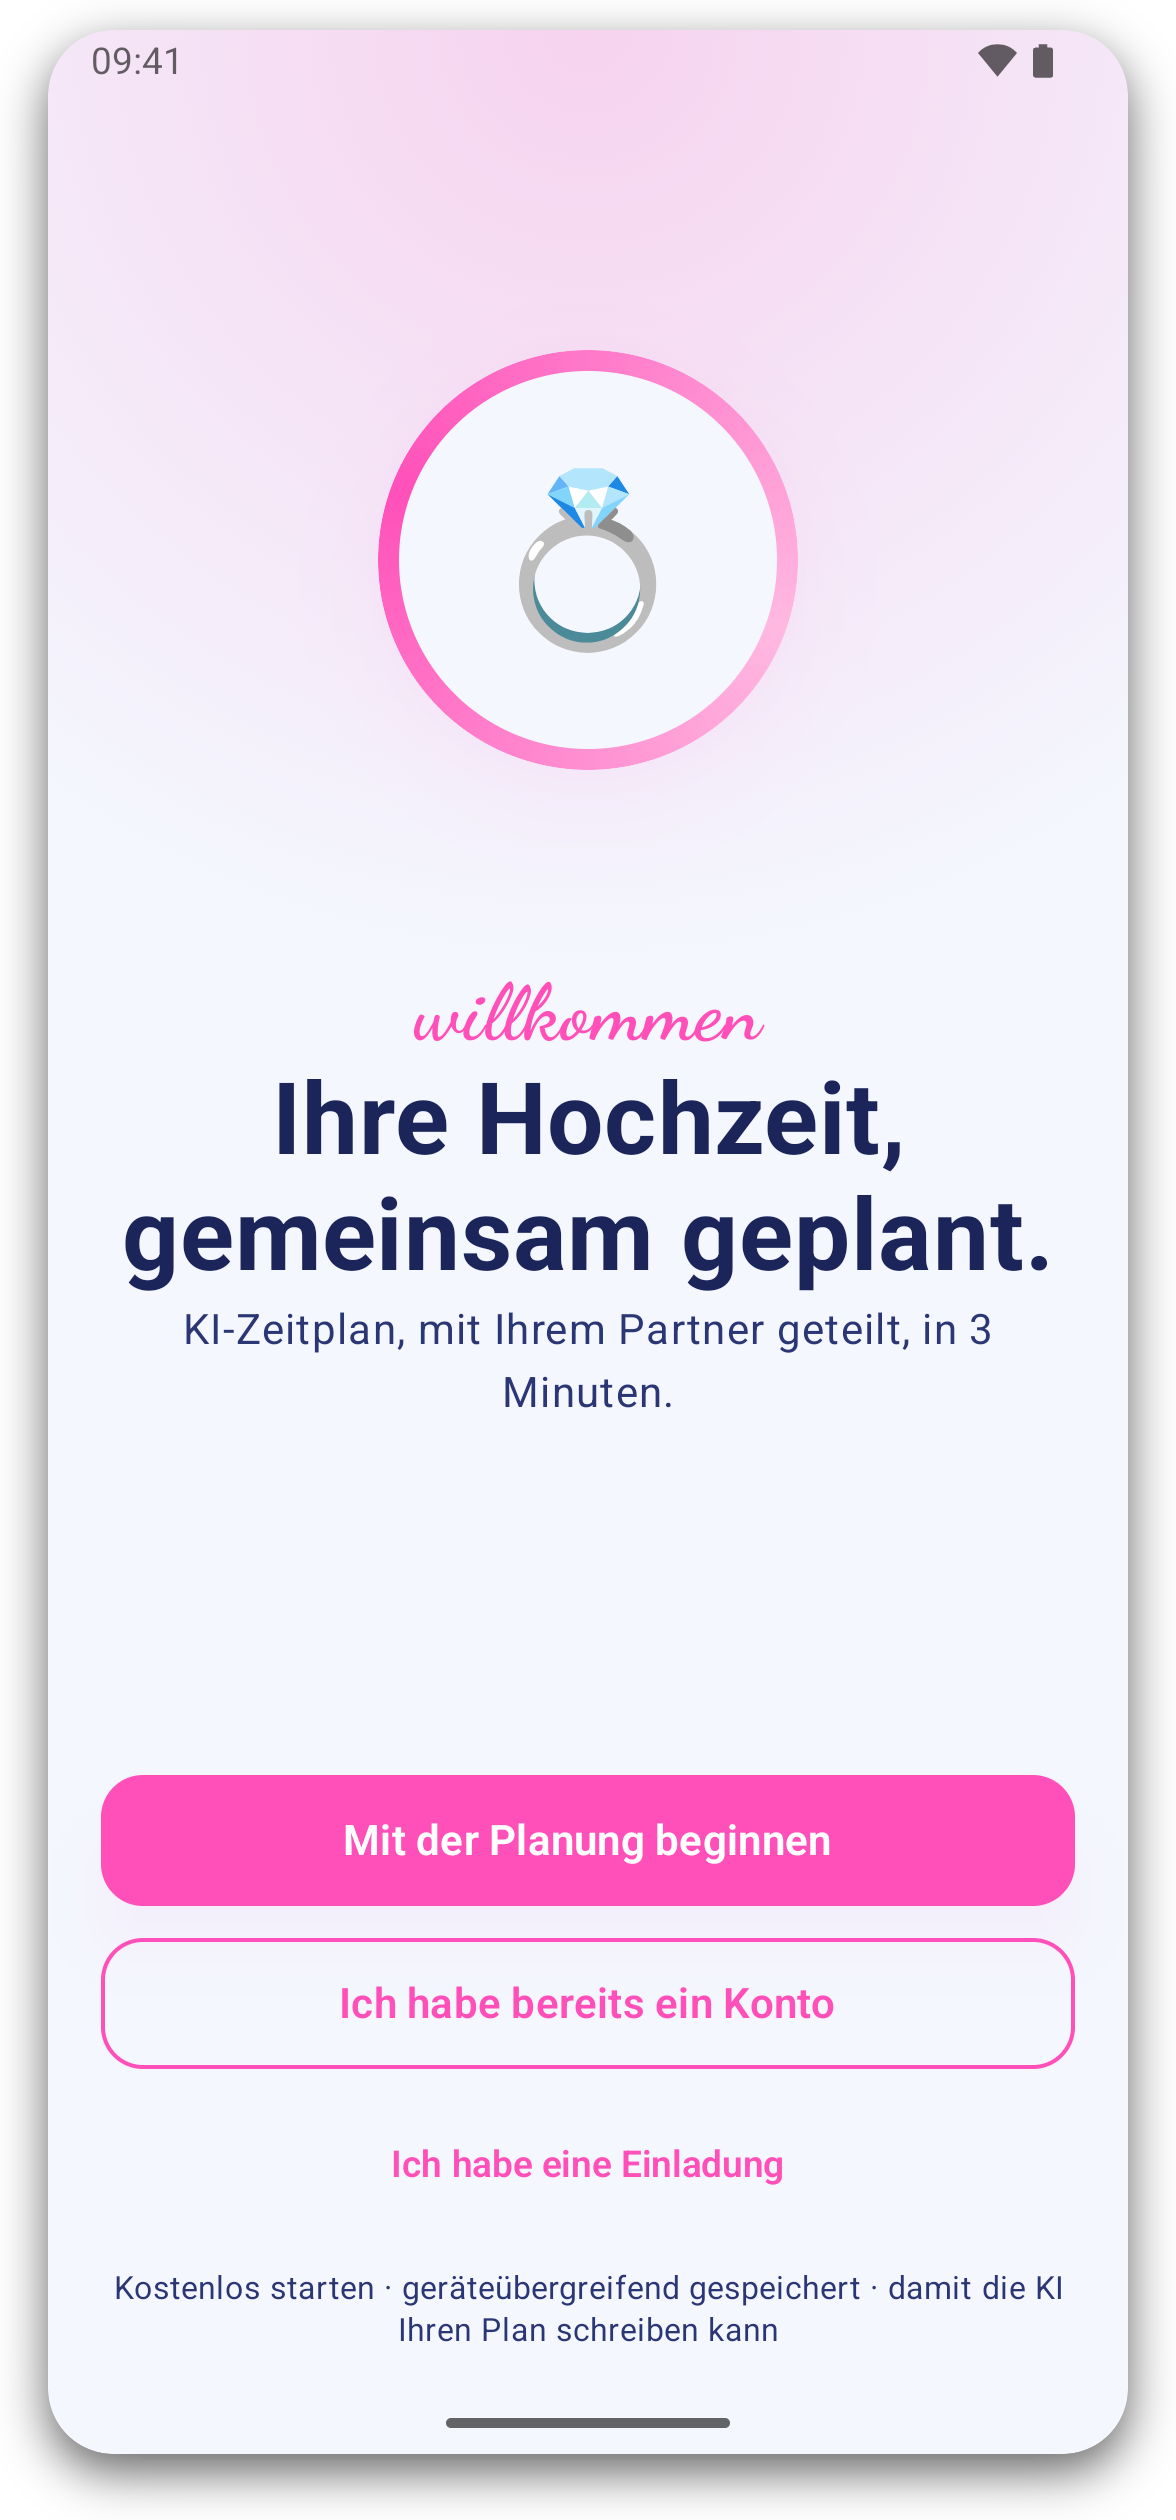 09:41
willkommen
Ihre Hochzeit,
gemeinsam geplant.
KI-Zeitplan, mit Ihrem Partner geteilt, in 3
Minuten.
Mit der Planung beginnen
Ich habe bereits ein Konto
Ich habe eine Einladung
Kostenlos starten · geräteübergreifend gespeichert · damit die KI
Ihren Plan schreiben kann